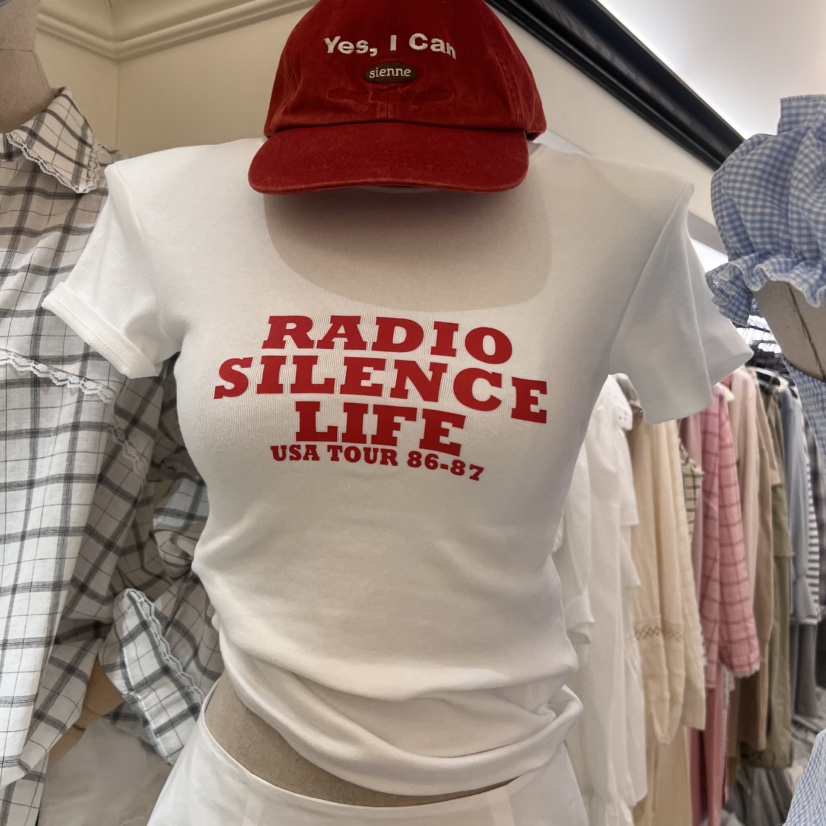 Yes, I Can
sienne
RADIO
SILENCE
LIFE
USA TOUR 86-87